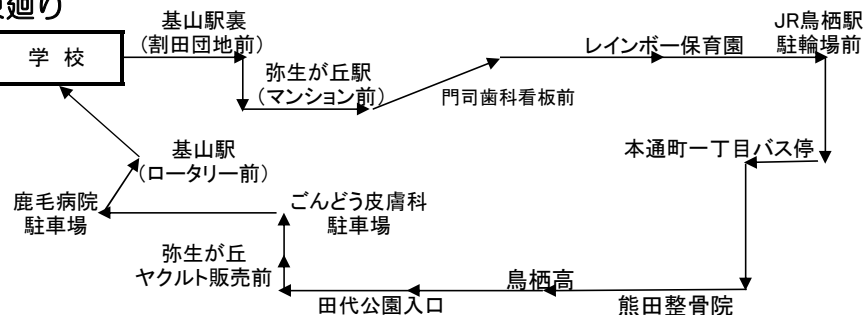 学 校
基山駅裏
(割田団地前)
弥生が丘駅
(マンション前)
門司歯科看板前
レインボー保育園
JR鳥栖駅
駐輪場前
本通町一丁目バス停
熊田整骨院
鳥栖高
田代公園入口
弥生が丘
ヤクルト販売前
ごんどう皮膚科
駐車場
鹿毛病院
駐車場
基山駅
(ロータリー前)